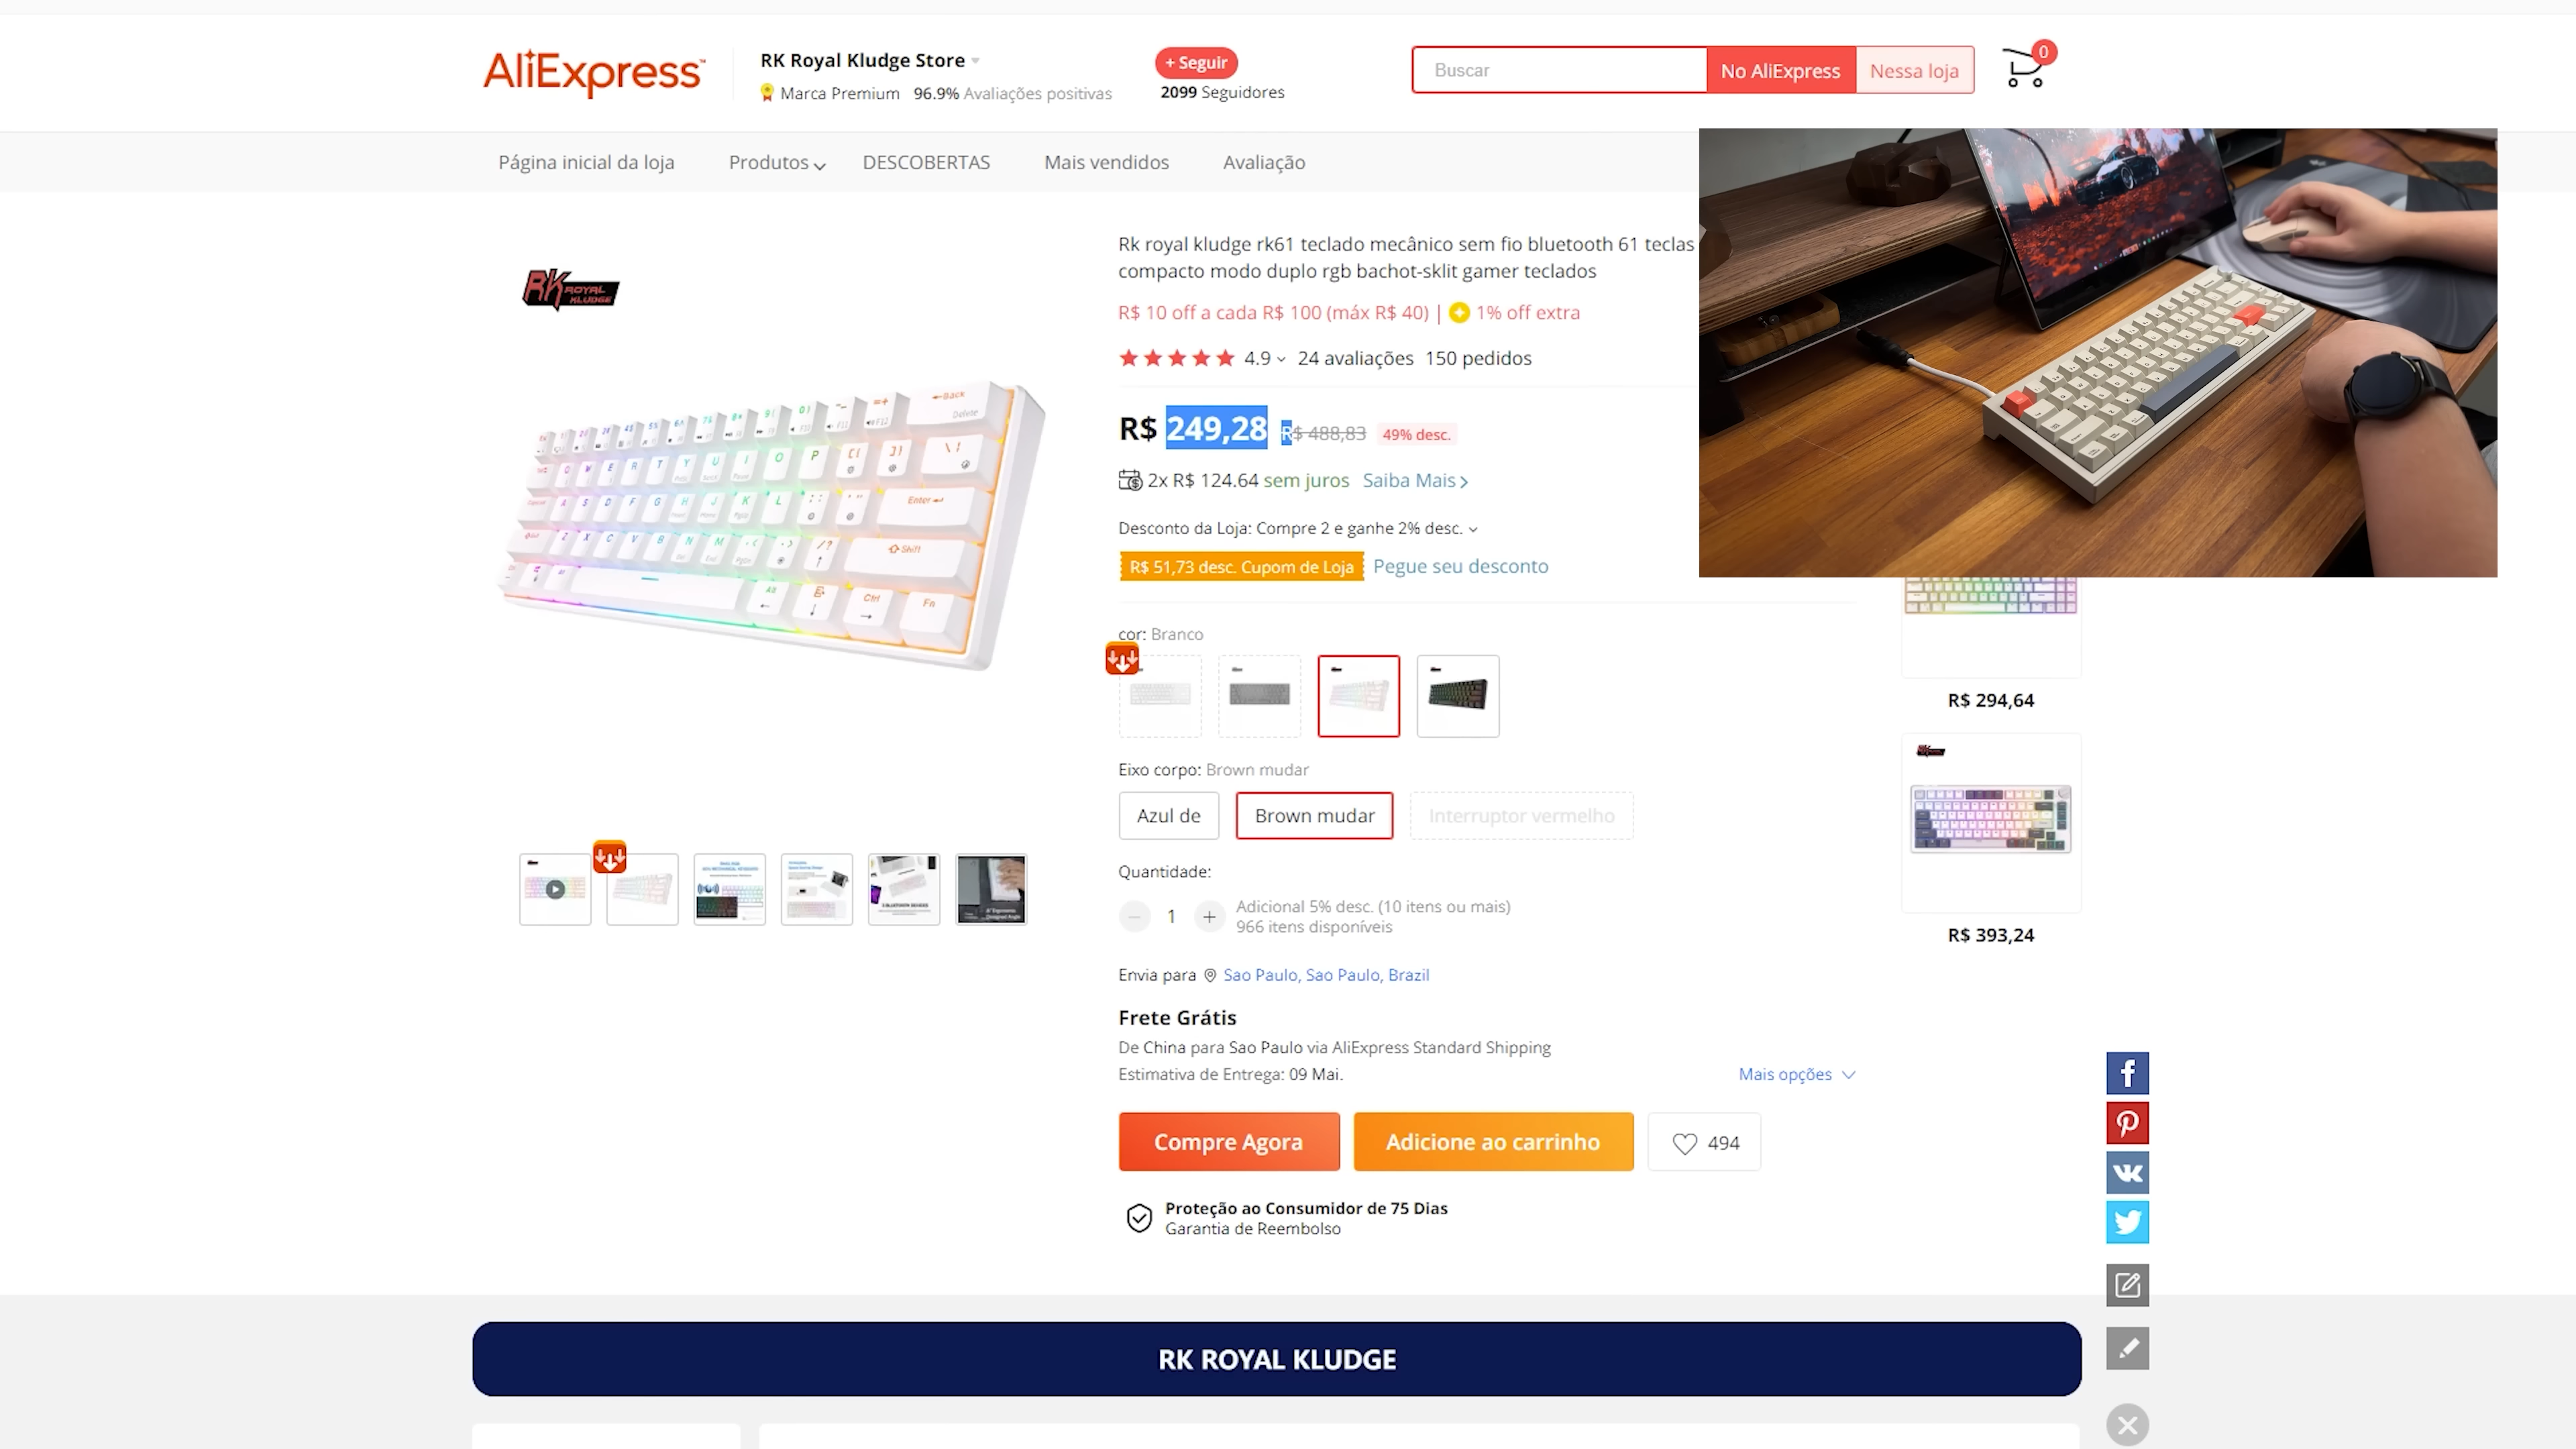 AliExpress
RK Royal Kludge Store
Marca Premium 96.9% Avaliações positivas
+ Seguir
2099 Seguidores
Buscar
No AliExpress
Nessa loja
0
Página inicial da loja
Produtos
DESCOBERTAS
Mais vendidos
Avaliação
RK ROYAL KLUDGE
Rk royal kludge rk61 teclado mecânico sem fio bluetooth 61 teclas
compacto modo duplo rgb bachot-sklit gamer teclados
R$ 10 off a cada R$ 100 (máx R$ 40) | 1% off extra
4.9 24 avaliações 150 pedidos
R$ 249,28 R$ 488,83 49% desc.
2x R$ 124.64 sem juros Saiba Mais
Desconto da Loja: Compre 2 e ganhe 2% desc.
R$ 51,73 desc. Cupom de Loja Pegue seu desconto
cor: Branco
Eixo corpo: Brown mudar
Azul de
Brown mudar
Interruptor vermelho
Quantidade:
1
Adicional 5% desc. (10 itens ou mais)
966 itens disponíveis
Envia para Sao Paulo, Sao Paulo, Brazil
Frete Grátis
De China para Sao Paulo via AliExpress Standard Shipping
Estimativa de Entrega: 09 Mai.
Mais opções
Compre Agora
Adicione ao carrinho
494
Proteção ao Consumidor de 75 Dias
Garantia de Reembolso
R$ 294,64
R$ 393,24
RK ROYAL KLUDGE